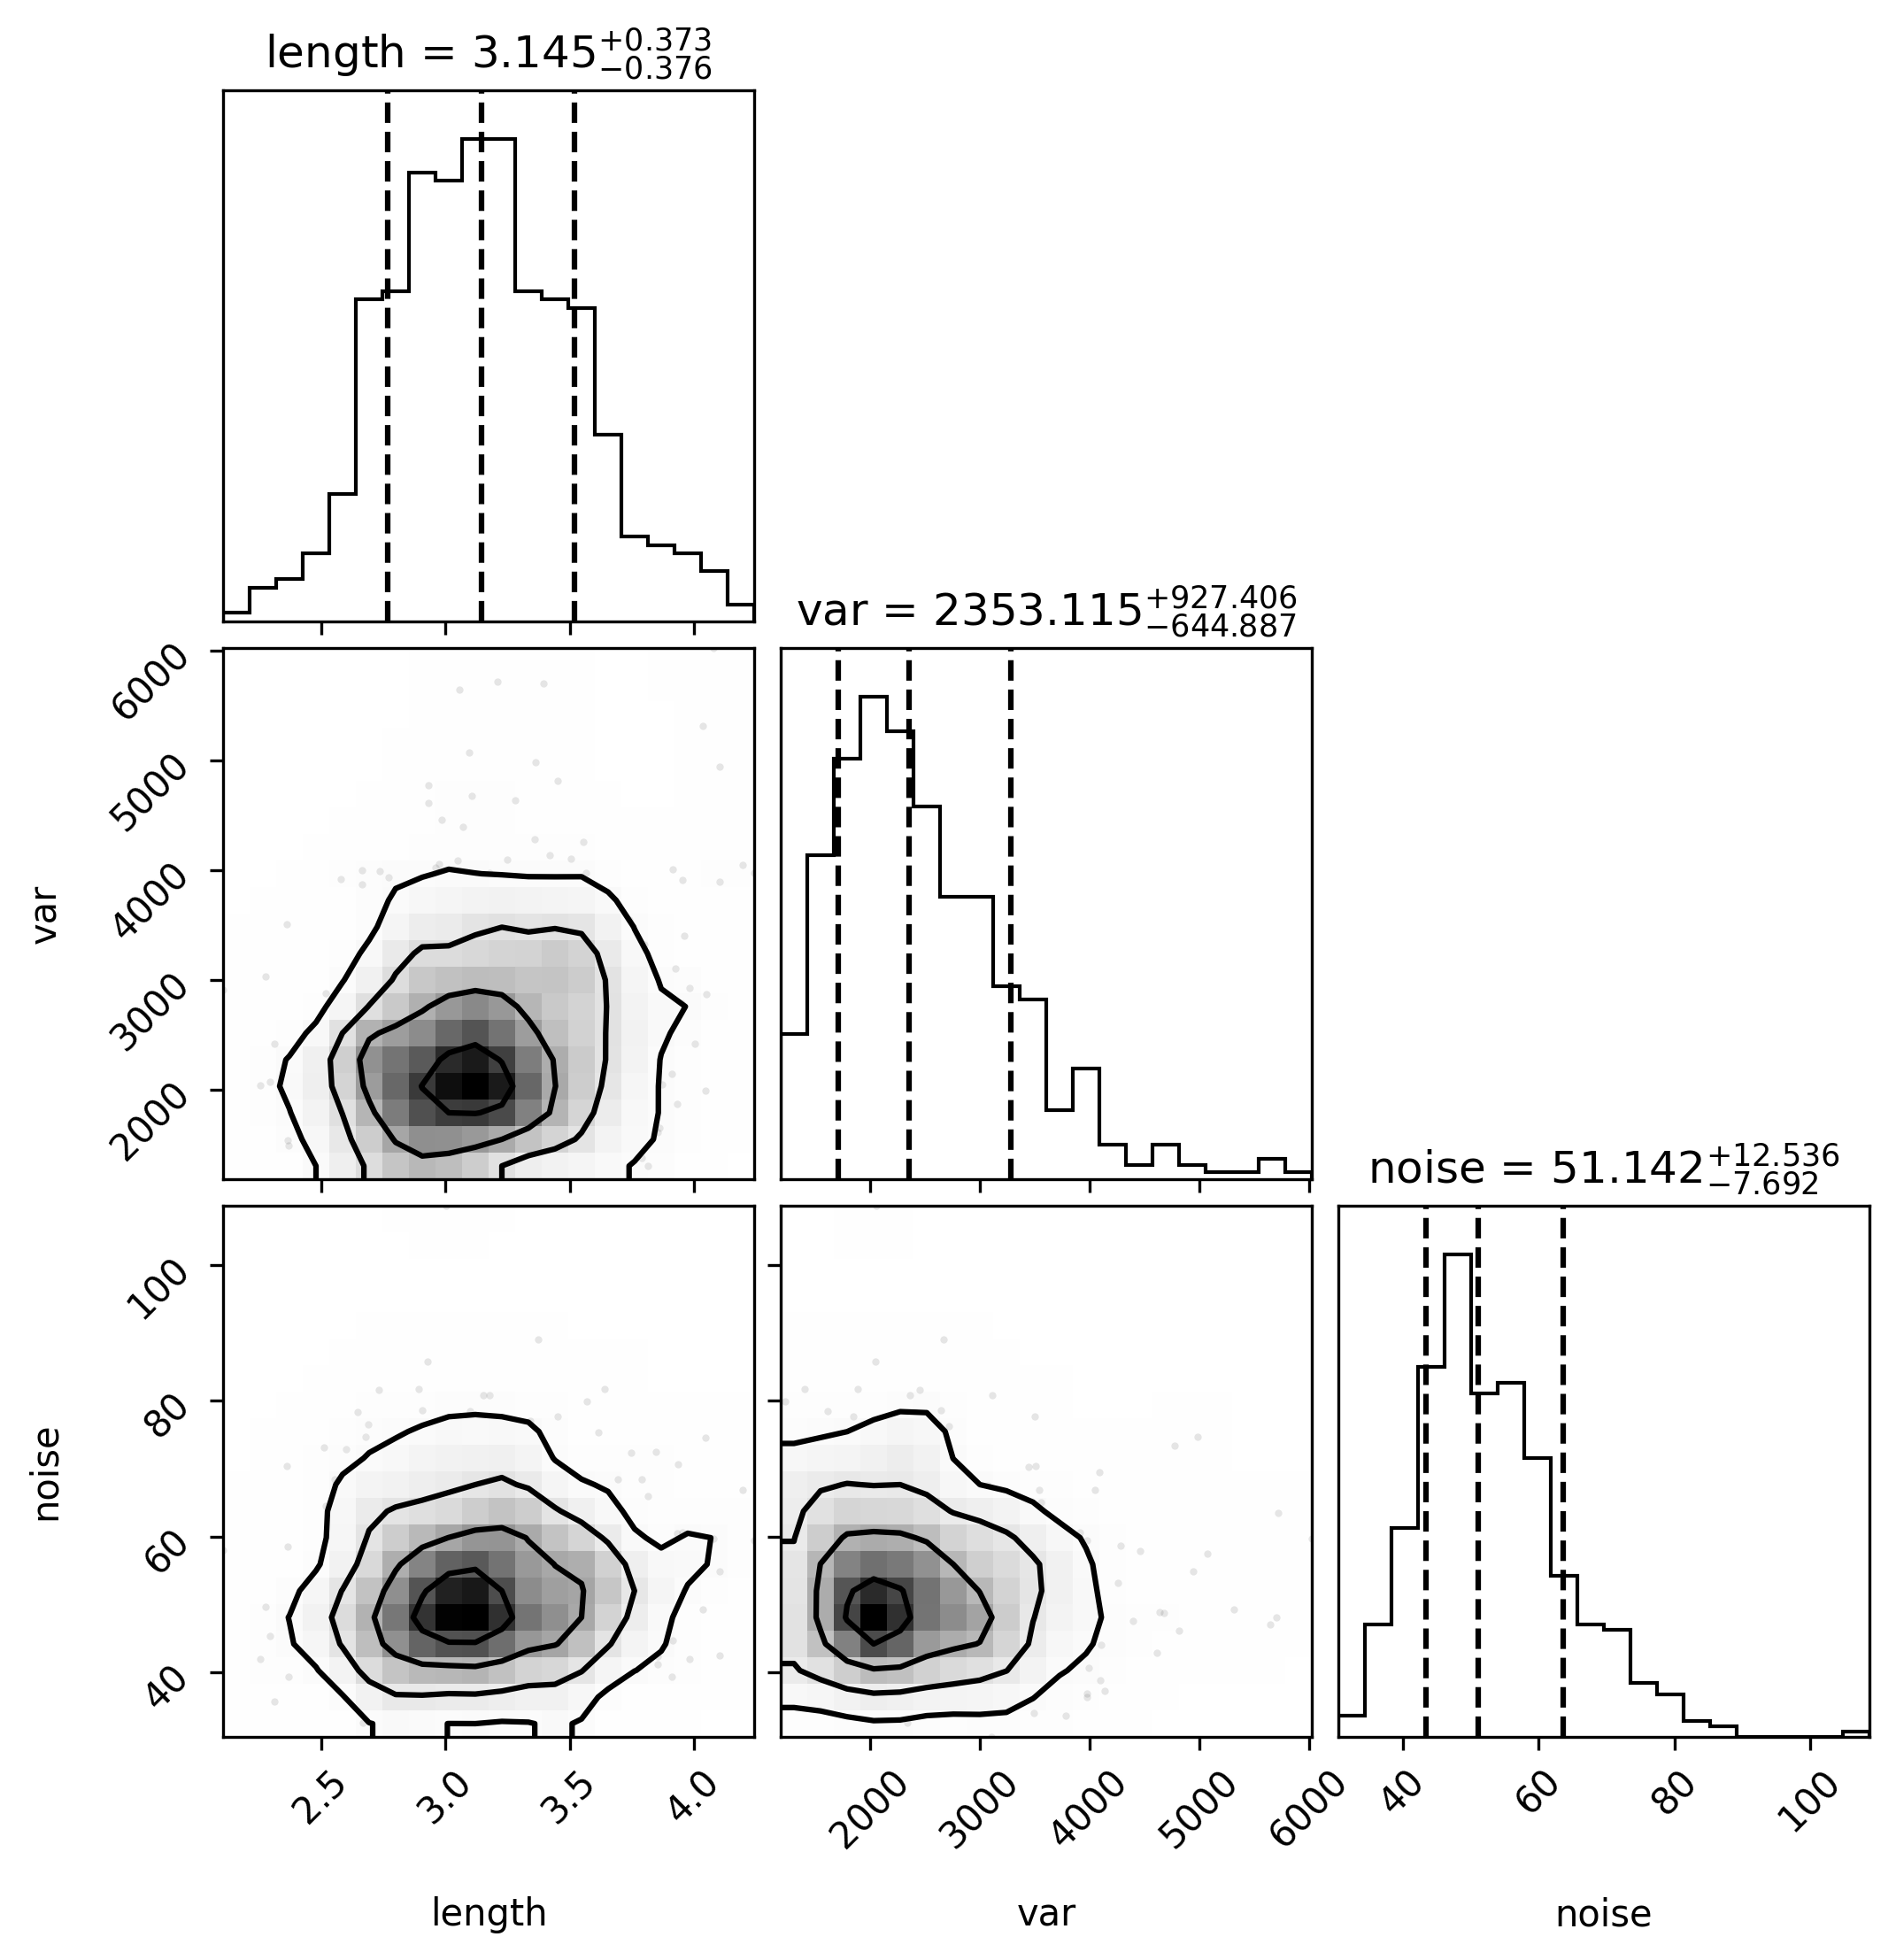 length = 3.145 +0.373 −0.376
var = 2353.115 +927.406 −644.887
6000
5000
4000
3000
2000
var
noise = 51.142 +12.536 −7.692
100
80
60
40
noise
2.5 3.0 3.5 4.0 2000 3000 4000 5000 6000 40 60 80 100
length var noise